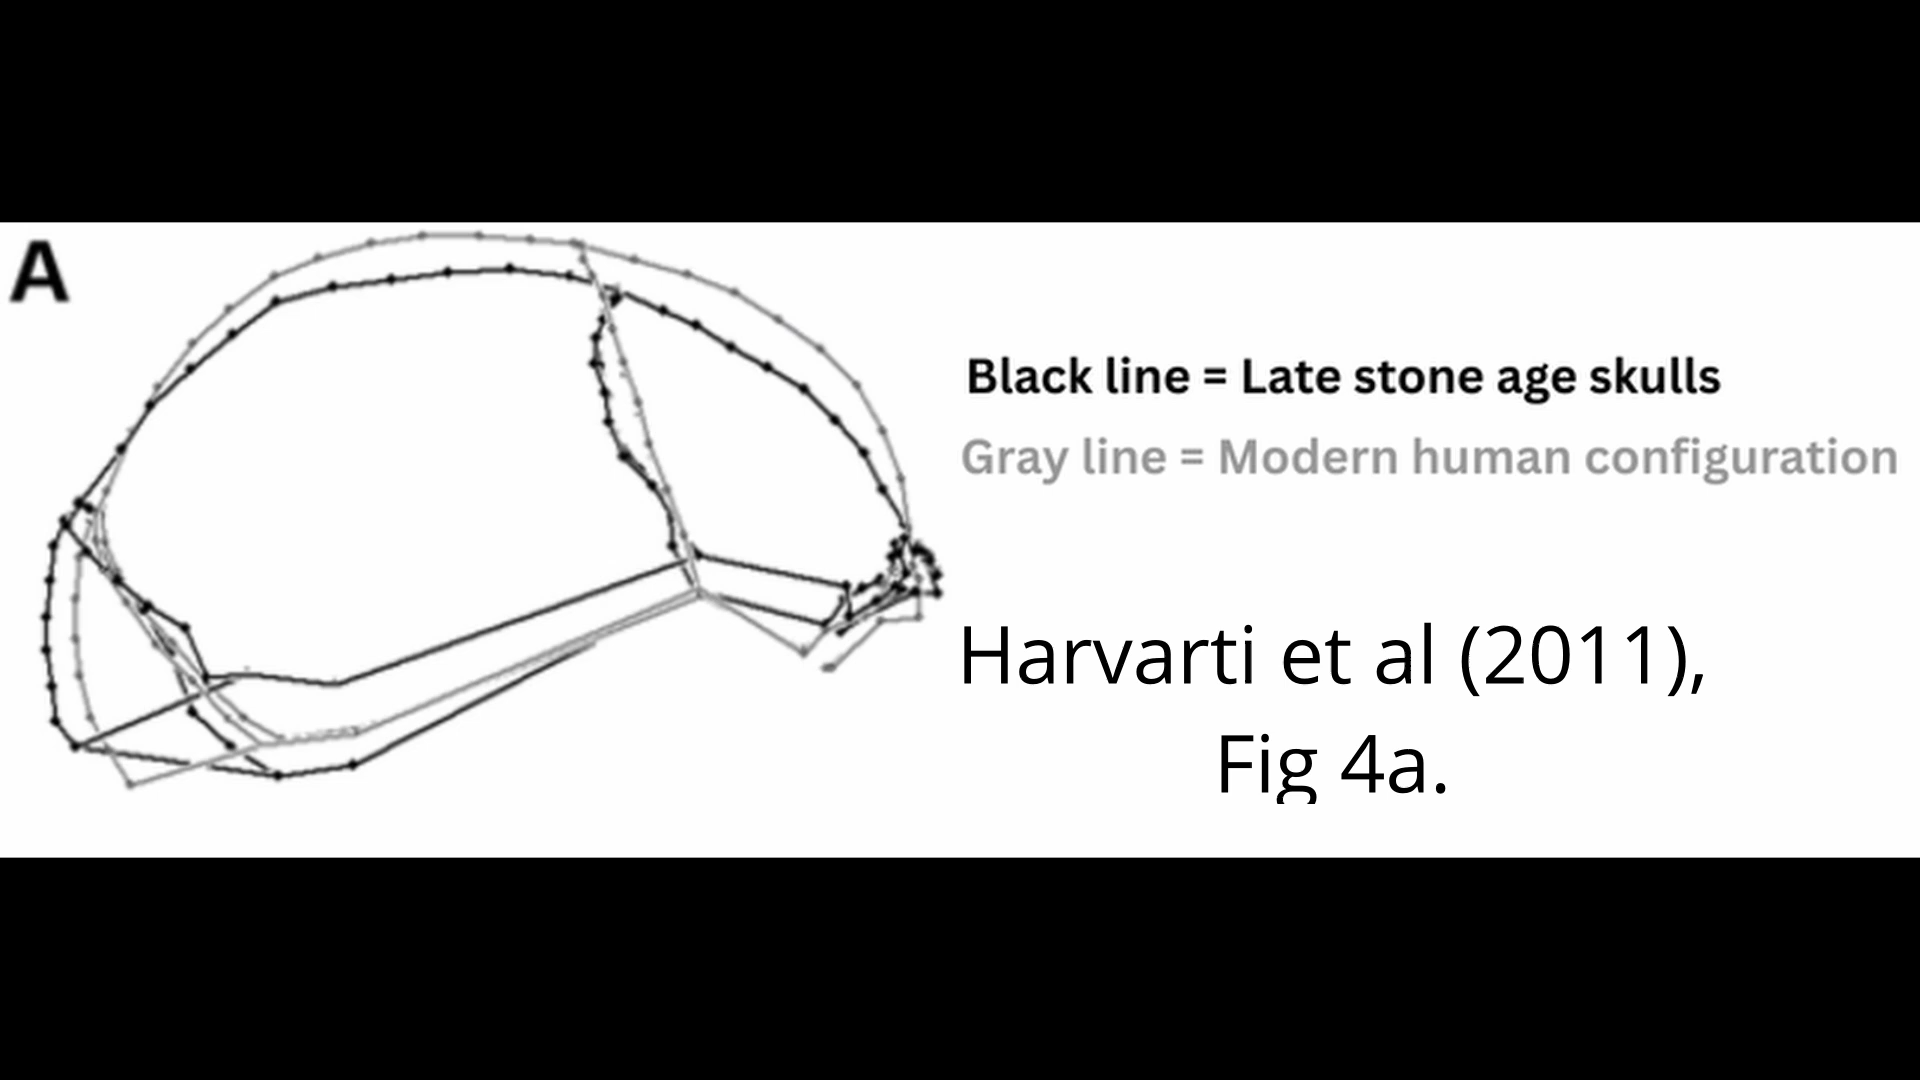 A
Black line = Late stone age skulls
Gray line = Modern human configuration
Harvarti et al (2011),
Fig 4a.